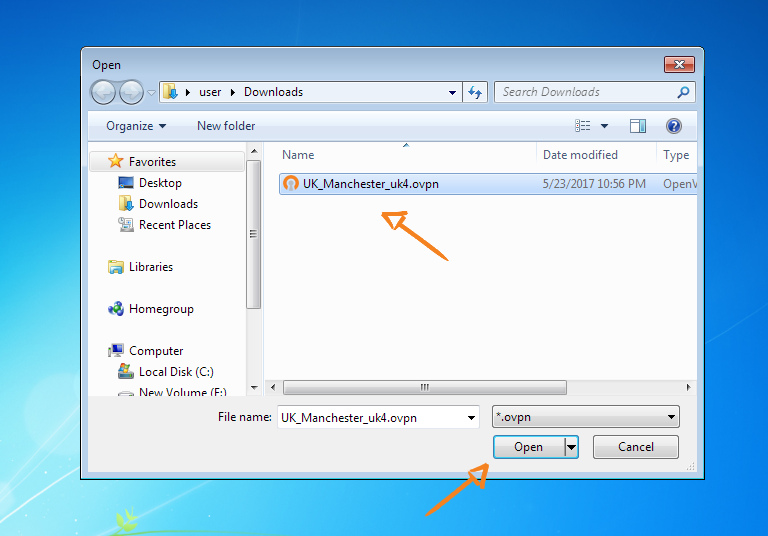 Open
user Downloads Search Downloads
Organize New folder
Name Date modified Type
Favorites
UK_Manchester_uk4.ovpn 5/23/2017 10:56 PM
Desktop
Downloads
Recent Places
Libraries
Homegroup
Computer
Local Disk (C:)
New Volume (F:)
File name: UK_Manchester_uk4.ovpn *.ovpn
Open Cancel